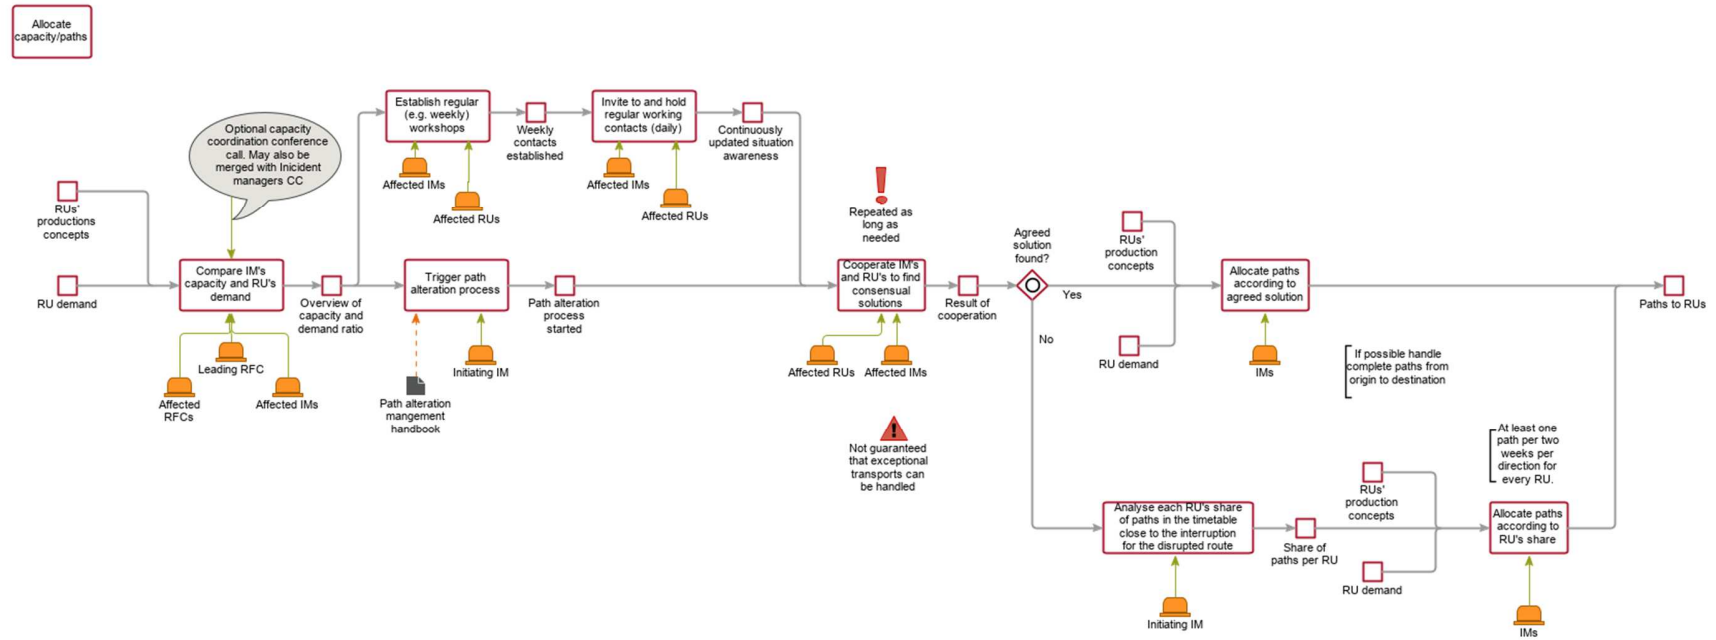 Allocate
capacity/paths
Optional capacity
coordination conference
call. May also be
merged with Inicident
managers CC
Establish regular
(e.g. weekly)
workshops
Weekly
contacts
established
Invite to and hold
regular working
contacts (daily)
Continuously
updated situation
awareness
Affected IMs
Affected RUs
Affected IMs
Affected RUs
RUs'
productions
concepts
RU demand
Compare IM's
capacity and RU's
demand
Overview of
capacity and
demand ratio
Leading RFC
Affected
RFCs
Affected IMs
Trigger path
alteration process
Path alteration
process
started
Initiating IM
Path alteration
mangement
handbook
Repeated as
long as
needed
Cooperate IM's
and RU's to find
consensual
solutions
Result of
cooperation
Affected RUs
Affected IMs
Not guaranteed
that exceptional
transports can
be handled
Agreed
solution
found?
Yes
No
RUs'
production
concepts
RU demand
Allocate paths
according to
agreed solution
IMs
If possible handle
complete paths from
origin to destination
Paths to RUs
Analyse each RU's share
of paths in the timetable
close to the interruption
for the disrupted route
Initiating IM
Share of
paths per RU
RUs'
production
concepts
RU demand
At least one
path per two
weeks per
direction for
every RU.
Allocate paths
according to
RU's share
IMs